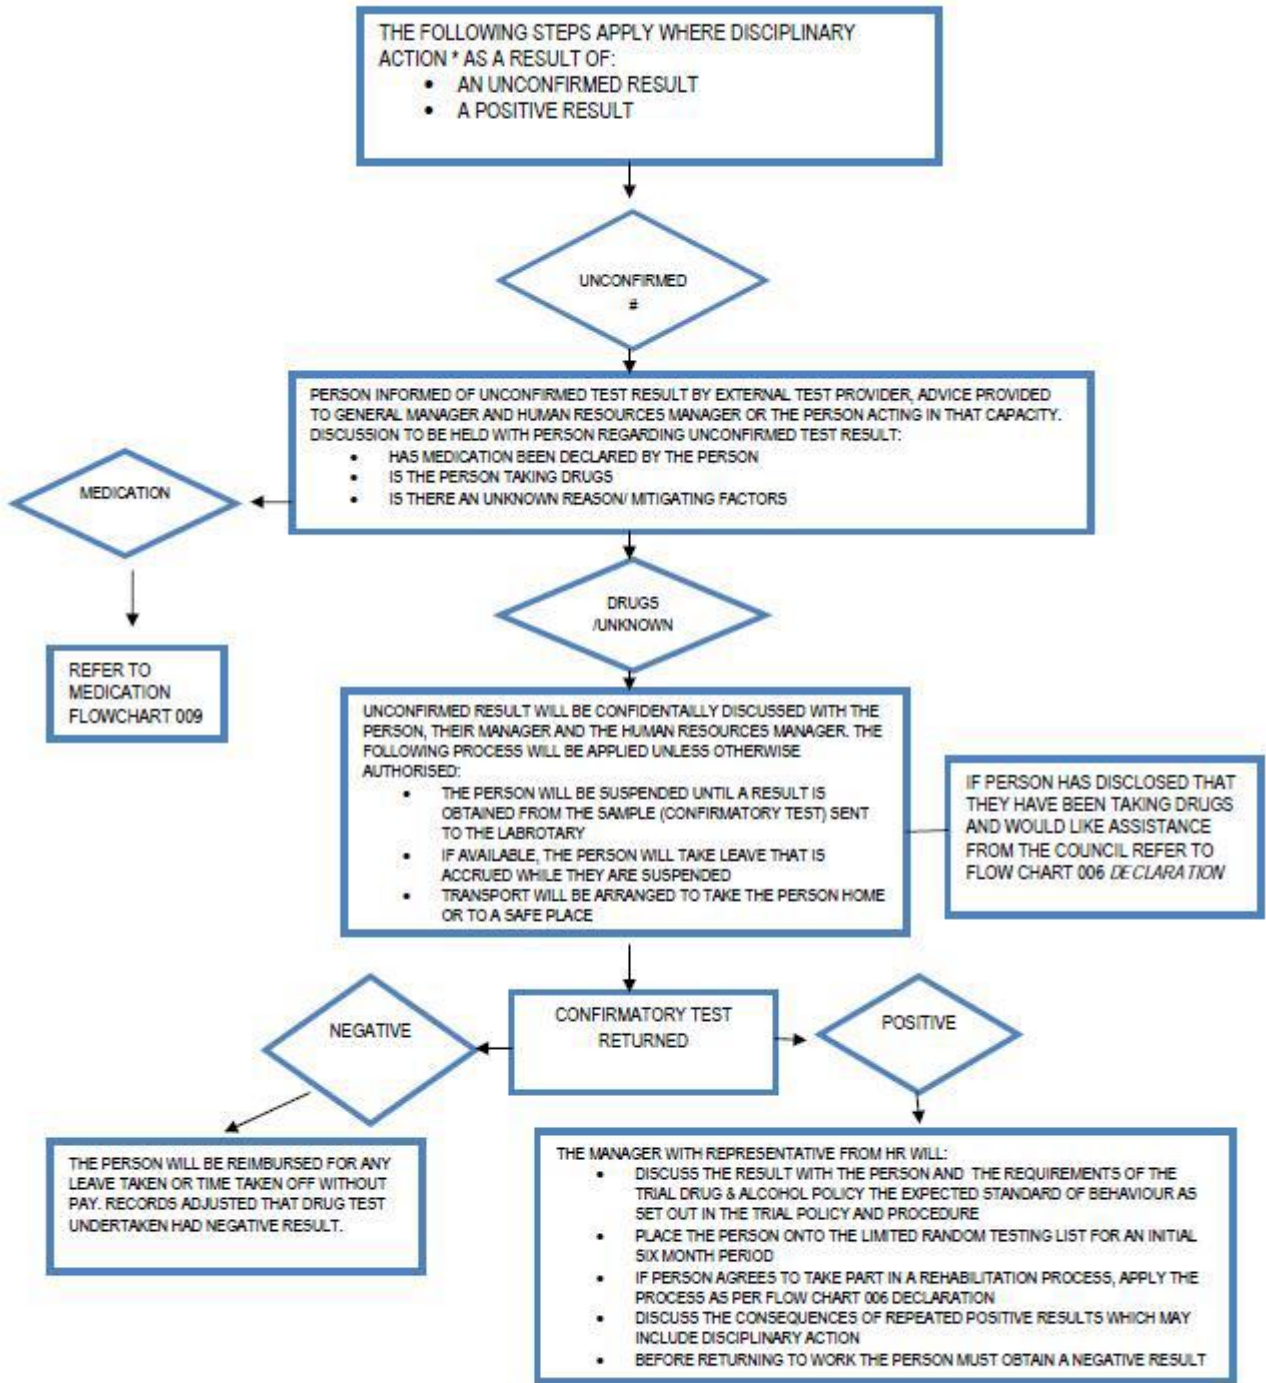 THE FOLLOWING STEPS APPLY WHERE DISCIPLINARY
ACTION * AS A RESULT OF:
• AN UNCONFIRMED RESULT
• A POSITIVE RESULT
UNCONFIRMED
#
PERSON INFORMED OF UNCONFIRMED TEST RESULT BY EXTERNAL TEST PROVIDER, ADVICE PROVIDED
TO GENERAL MANAGER AND HUMAN RESOURCES MANAGER OR THE PERSON ACTING IN THAT CAPACITY.
DISCUSSION TO BE HELD WITH PERSON REGARDING UNCONFIRMED TEST RESULT:
• HAS MEDICATION BEEN DECLARED BY THE PERSON
• IS THE PERSON TAKING DRUGS
• IS THERE AN UNKNOWN REASON/ MITIGATING FACTORS
MEDICATION
REFER TO
MEDICATION
FLOWCHART 009
DRUGS
/UNKNOWN
UNCONFIRMED RESULT WILL BE CONFIDENTAILLY DISCUSSED WITH THE
PERSON, THEIR MANAGER AND THE HUMAN RESOURCES MANAGER. THE
FOLLOWING PROCESS WILL BE APPLIED UNLESS OTHERWISE
AUTHORISED:
• THE PERSON WILL BE SUSPENDED UNTIL A RESULT IS
OBTAINED FROM THE SAMPLE (CONFIRMATORY TEST) SENT
TO THE LABROTARY
• IF AVAILABLE, THE PERSON WILL TAKE LEAVE THAT IS
ACCRUED WHILE THEY ARE SUSPENDED
• TRANSPORT WILL BE ARRANGED TO TAKE THE PERSON HOME
OR TO A SAFE PLACE
IF PERSON HAS DISCLOSED THAT
THEY HAVE BEEN TAKING DRUGS
AND WOULD LIKE ASSISTANCE
FROM THE COUNCIL REFER TO
FLOW CHART 006 DECLARATION
CONFIRMATORY TEST
RETURNED
NEGATIVE
POSITIVE
THE PERSON WILL BE REIMBURSED FOR ANY
LEAVE TAKEN OR TIME TAKEN OFF WITHOUT
PAY. RECORDS ADJUSTED THAT DRUG TEST
UNDERTAKEN HAD NEGATIVE RESULT.
THE MANAGER WITH REPRESENTATIVE FROM HR WILL:
• DISCUSS THE RESULT WITH THE PERSON AND THE REQUIREMENTS OF THE
TRIAL DRUG & ALCOHOL POLICY THE EXPECTED STANDARD OF BEHAVIOUR AS
SET OUT IN THE TRIAL POLICY AND PROCEDURE
• PLACE THE PERSON ONTO THE LIMITED RANDOM TESTING LIST FOR AN INITIAL
SIX MONTH PERIOD
• IF PERSON AGREES TO TAKE PART IN A REHABILITATION PROCESS, APPLY THE
PROCESS AS PER FLOW CHART 006 DECLARATION
• DISCUSS THE CONSEQUENCES OF REPEATED POSITIVE RESULTS WHICH MAY
INCLUDE DISCIPLINARY ACTION
• BEFORE RETURNING TO WORK THE PERSON MUST OBTAIN A NEGATIVE RESULT